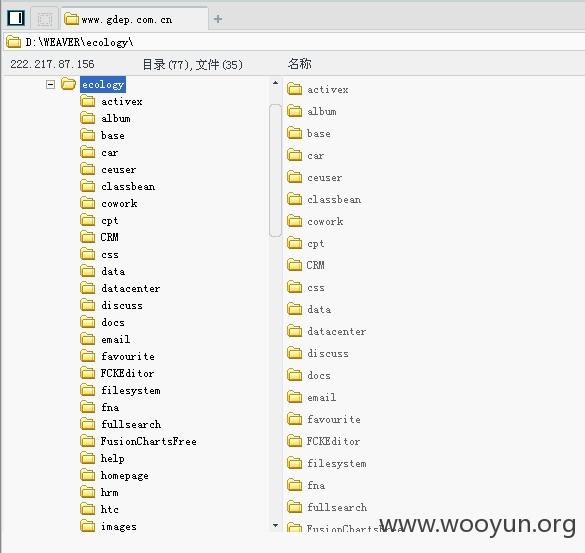 www.gdep.com.cn
D:\WEAVER\ecology\
222.217.87.156 目录(77),文件(35) 名称
ecology
activex
album
base
car
ceuser
classbean
cowork
cpt
CRM
css
data
datacenter
discuss
docs
email
favourite
FCKEditor
filesystem
fna
fullsearch
FusionChartsFree
help
homepage
hrm
htc
images
activex
album
base
car
ceuser
classbean
cowork
cpt
CRM
css
data
datacenter
discuss
docs
email
favourite
FCKEditor
filesystem
fna
fullsearch
FusionChartsFree
www.wooyun.org